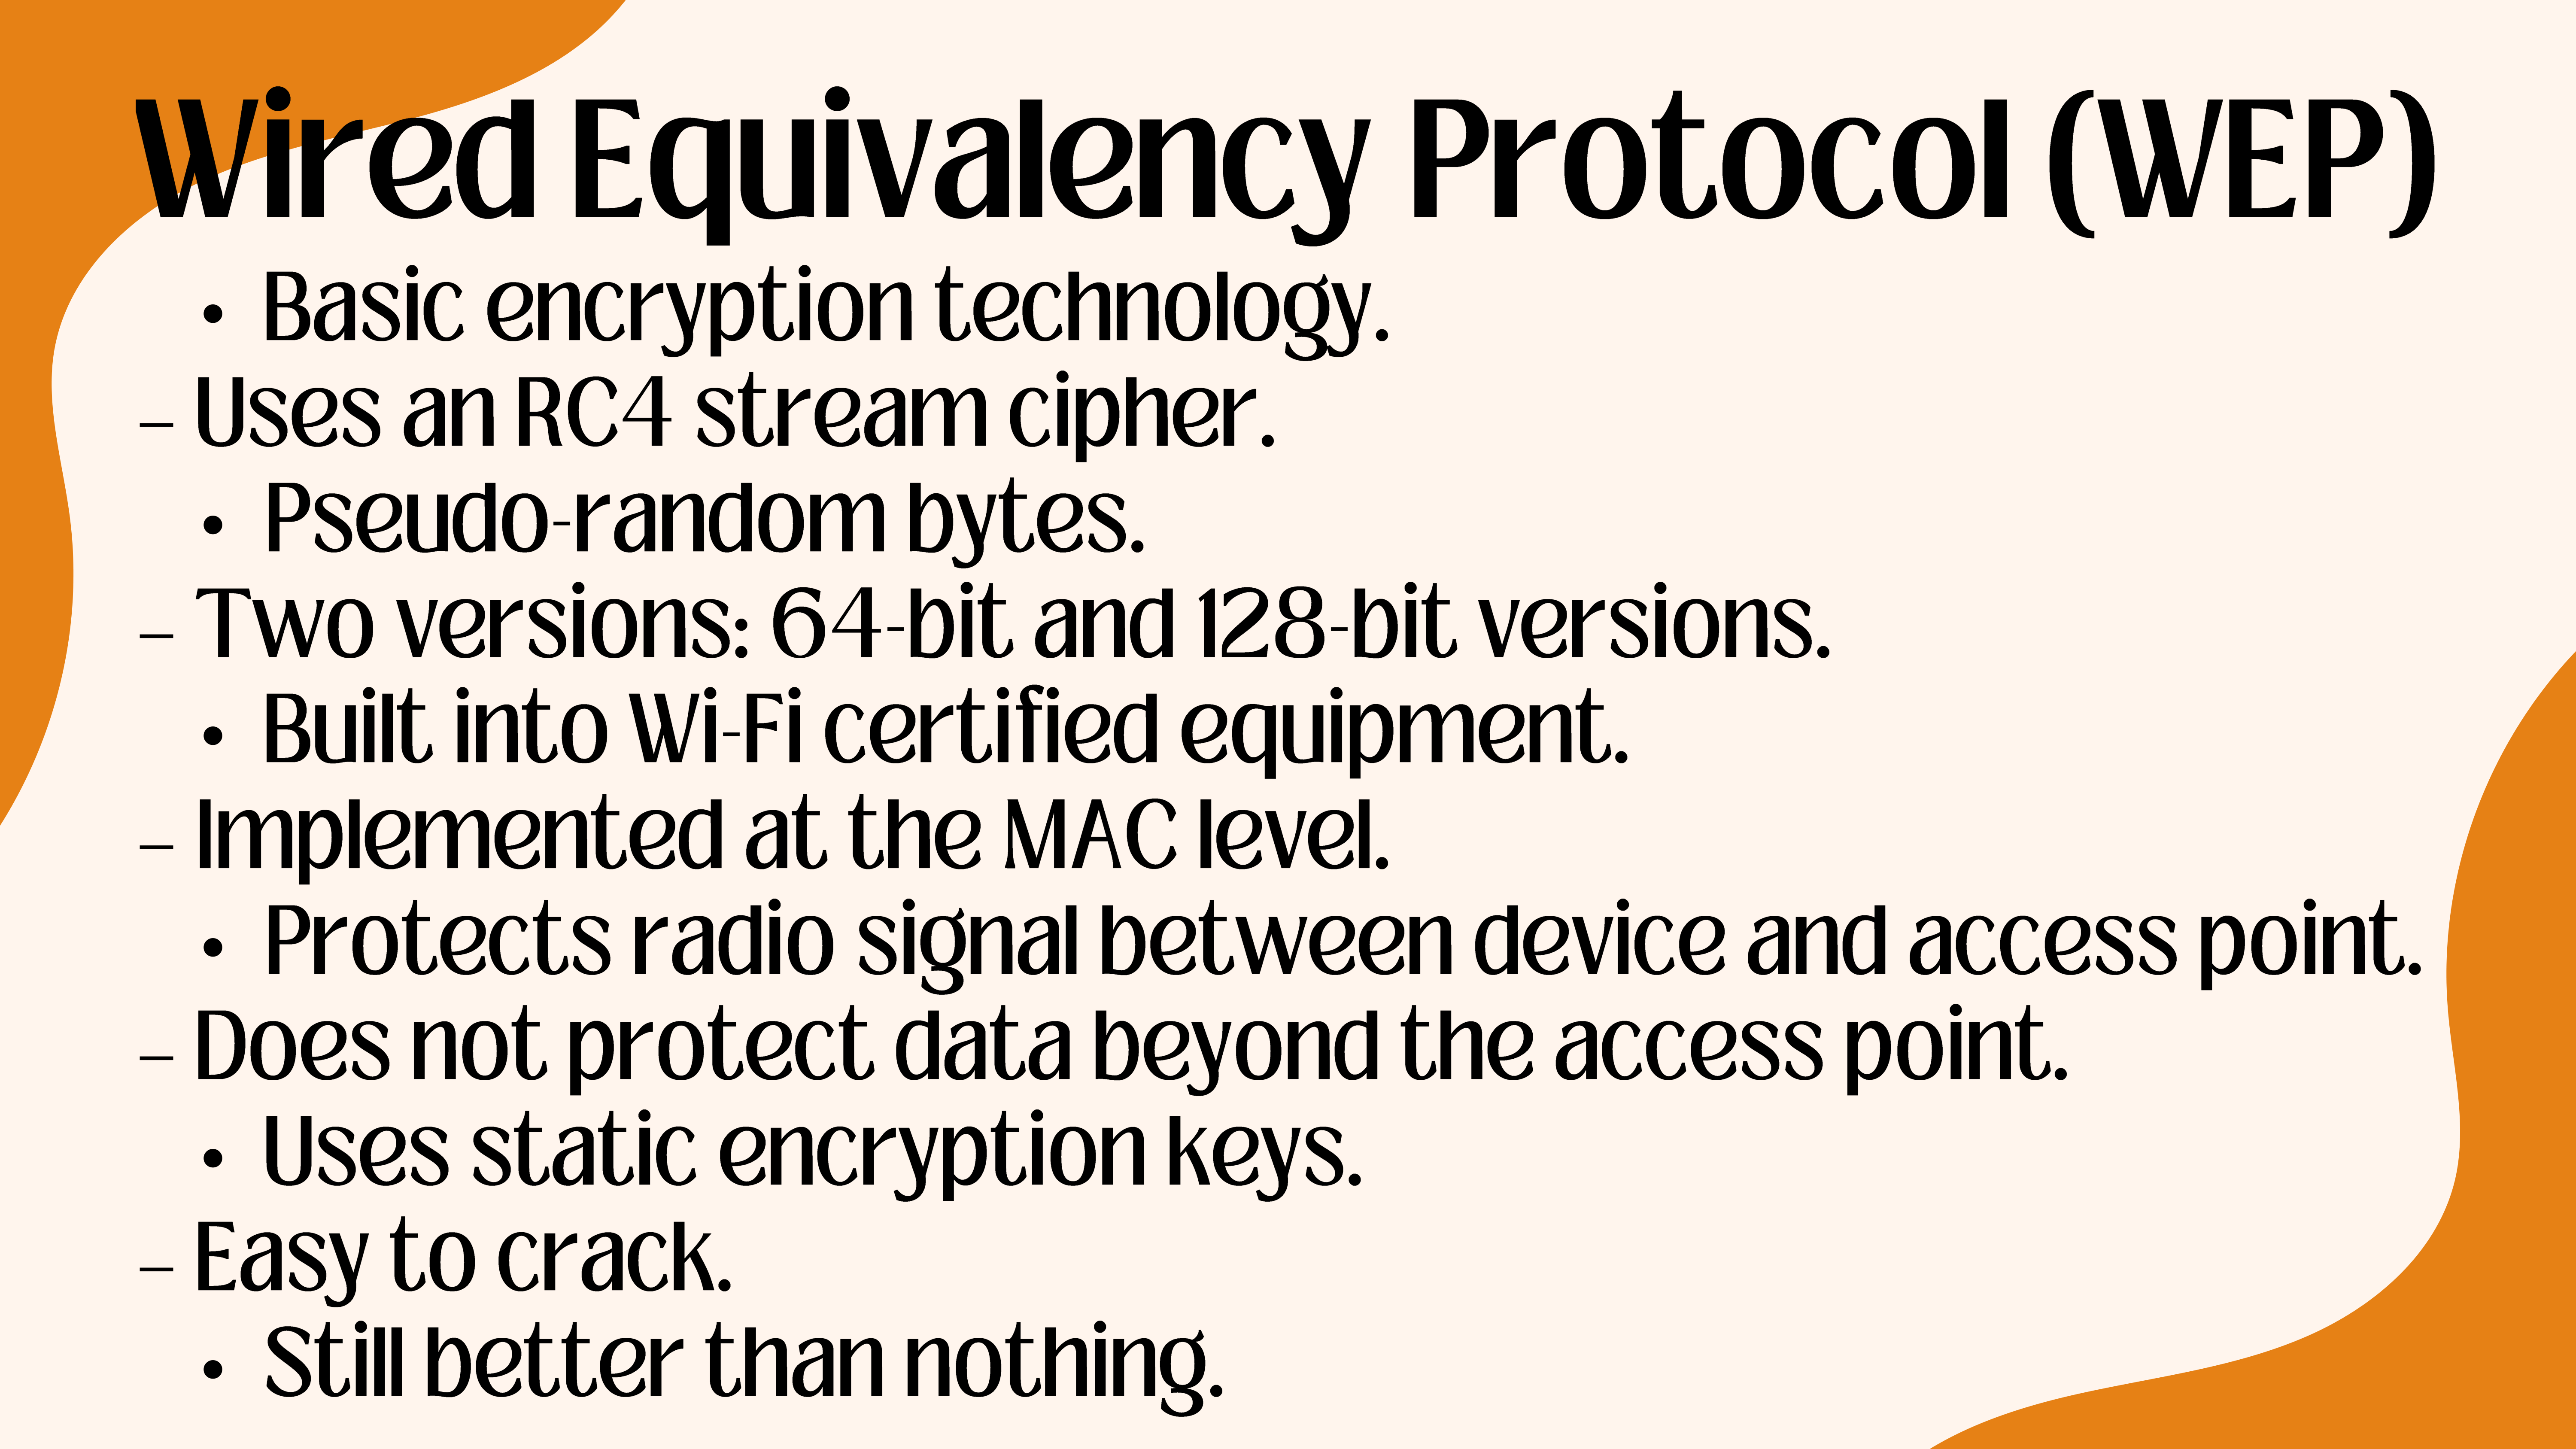 Wired Equivalency Protocol (WEP)
• Basic encryption technology.
– Uses an RC4 stream cipher.
• Pseudo-random bytes.
– Two versions: 64-bit and 128-bit versions.
• Built into Wi-Fi certified equipment.
– Implemented at the MAC level.
• Protects radio signal between device and access point.
– Does not protect data beyond the access point.
• Uses static encryption keys.
– Easy to crack.
• Still better than nothing.